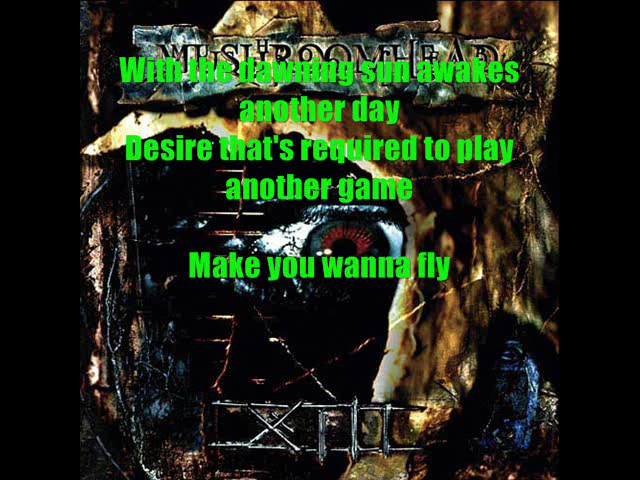 MUSHROOMHEAD
With the dawning sun awakes
another day
Desire that's required to play
another game
Make you wanna fly
XIII